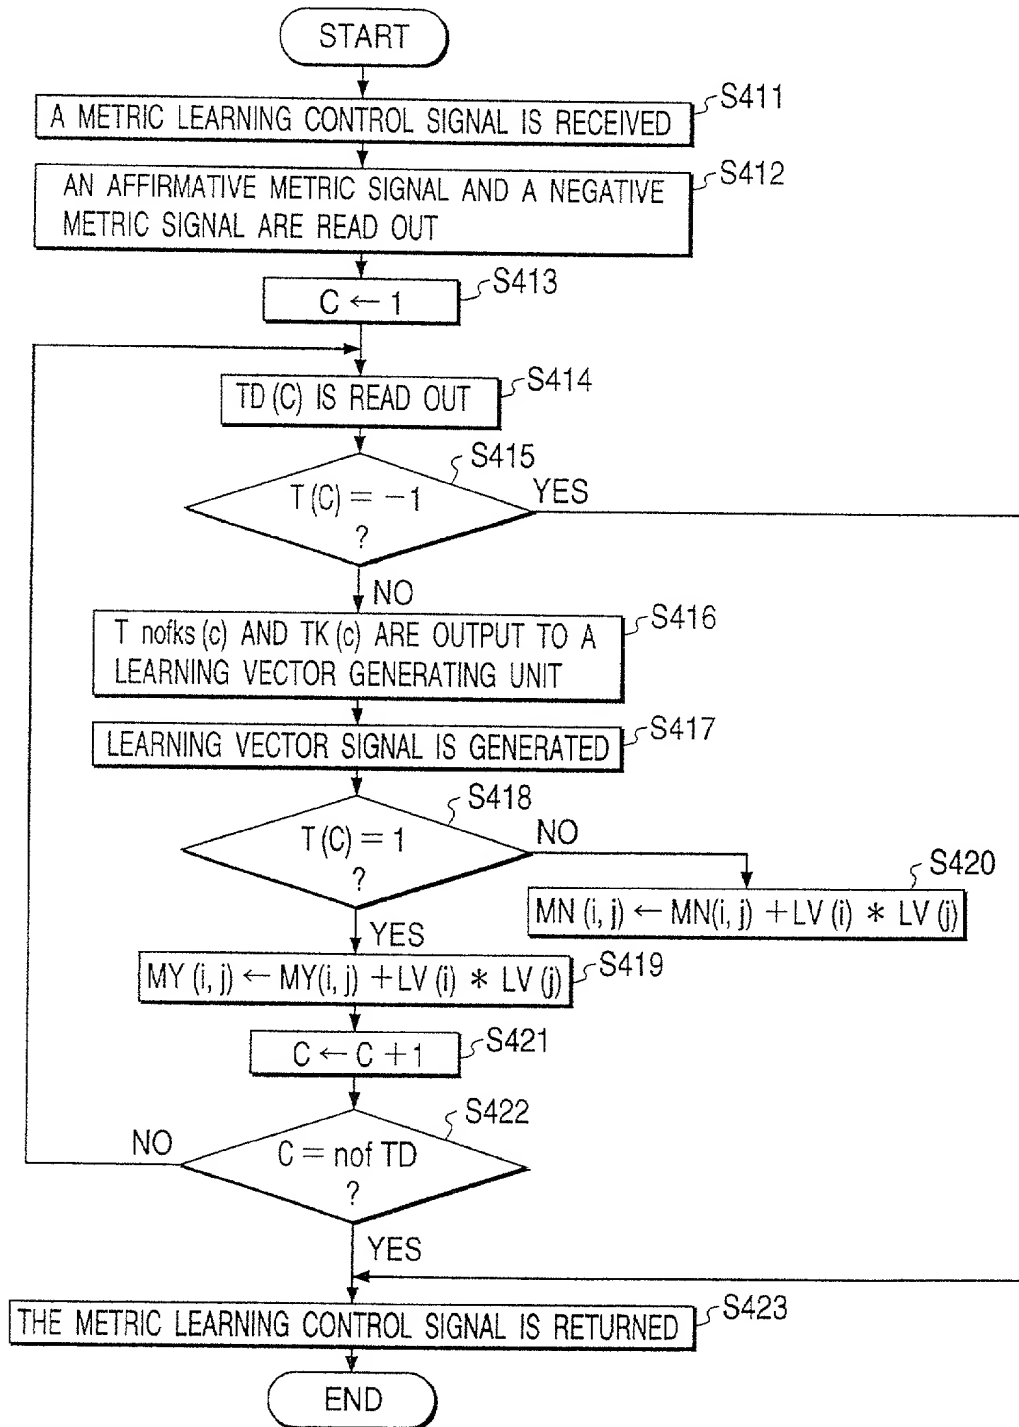 START
S411
A METRIC LEARNING CONTROL SIGNAL IS RECEIVED
S412
AN AFFIRMATIVE METRIC SIGNAL AND A NEGATIVE
METRIC SIGNAL ARE READ OUT
S413
C ← 1
S414
TD (C) IS READ OUT
S415
T (C) = −1
?
YES
NO
S416
T nofks (c) AND TK (c) ARE OUTPUT TO A
LEARNING VECTOR GENERATING UNIT
S417
LEARNING VECTOR SIGNAL IS GENERATED
S418
T (C) = 1
?
NO
S420
MN (i, j) ← MN(i, j) +LV (i) * LV (j)
YES
S419
MY (i, j) ← MY(i, j) +LV (i) * LV (j)
S421
C ← C +1
S422
NO
C = nof TD
?
YES
S423
THE METRIC LEARNING CONTROL SIGNAL IS RETURNED
END